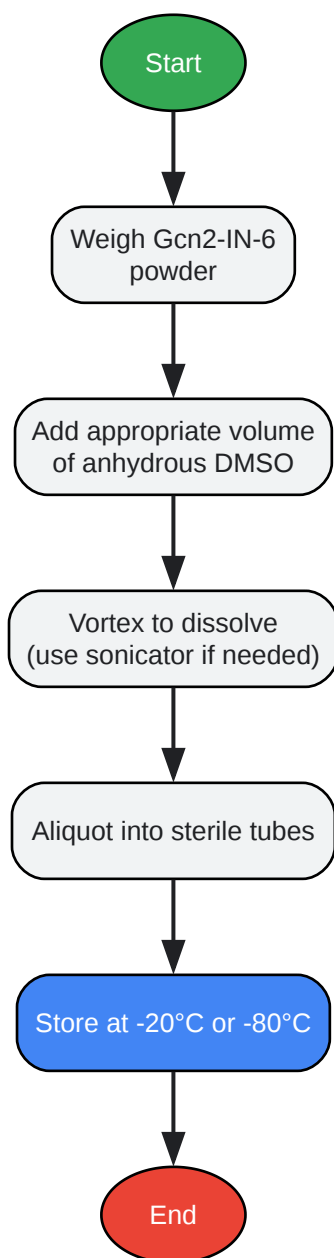 Start
Weigh Gcn2-IN-6
powder
Add appropriate volume
of anhydrous DMSO
Vortex to dissolve
(use sonicator if needed)
Aliquot into sterile tubes
Store at -20°C or -80°C
End